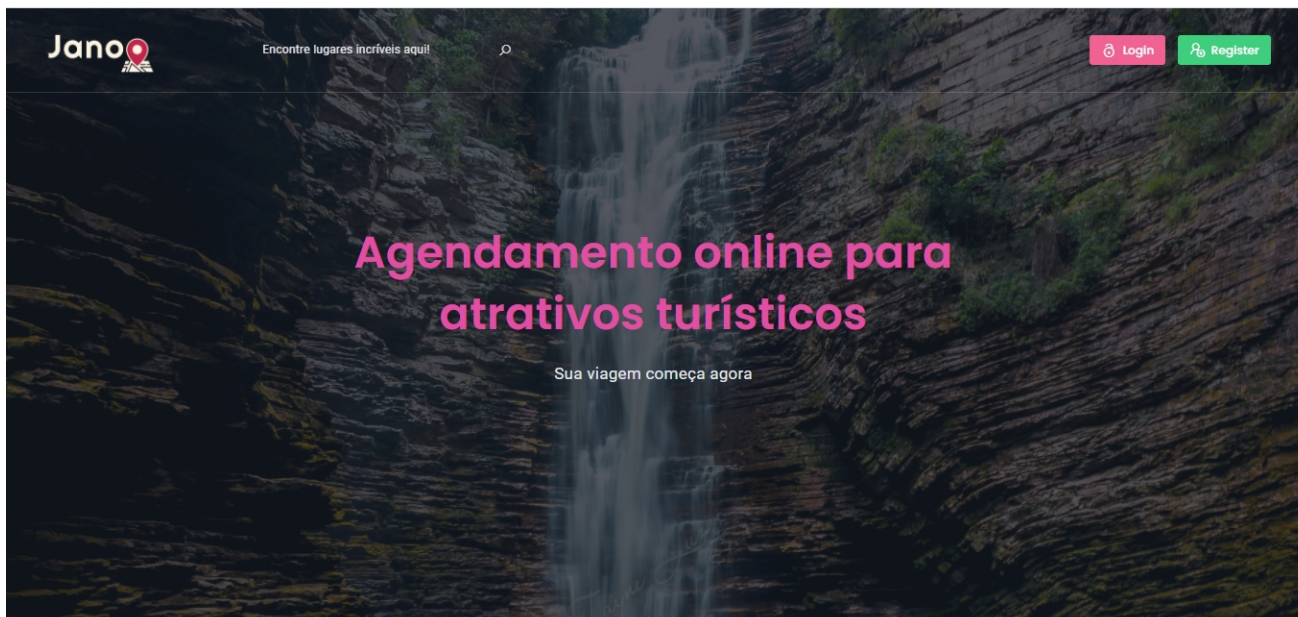 Jano
Encontre lugares incríveis aqui!
Login
Register
Agendamento online para
atrativos turísticos
Sua viagem começa agora